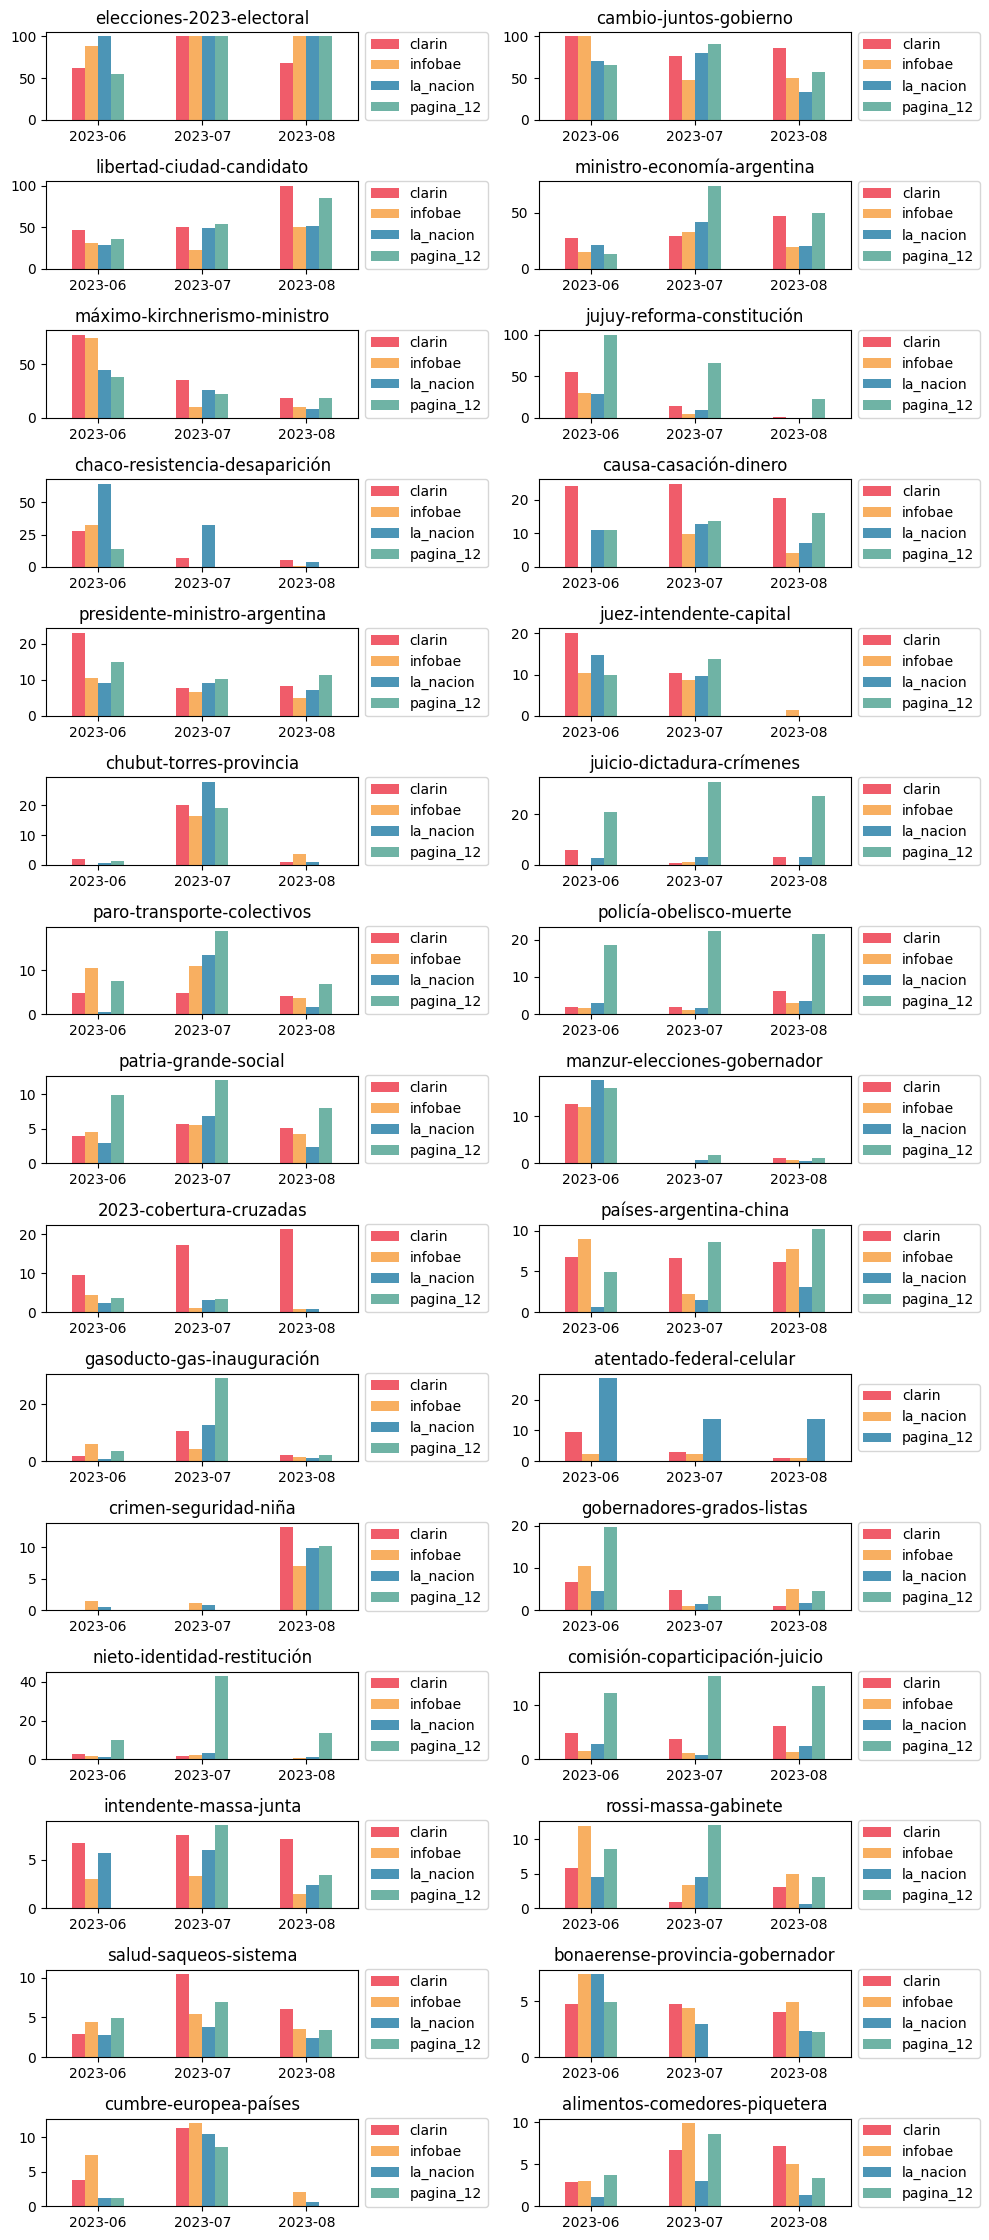 elecciones-2023-electoral
100
50
0
2023-06 2023-07 2023-08
clarin
infobae
la_nacion
pagina_12
cambio-juntos-gobierno
100
50
0
2023-06 2023-07 2023-08
clarin
infobae
la_nacion
pagina_12
libertad-ciudad-candidato
100
50
0
2023-06 2023-07 2023-08
clarin
infobae
la_nacion
pagina_12
ministro-economía-argentina
50
0
2023-06 2023-07 2023-08
clarin
infobae
la_nacion
pagina_12
máximo-kirchnerismo-ministro
50
0
2023-06 2023-07 2023-08
clarin
infobae
la_nacion
pagina_12
jujuy-reforma-constitución
100
50
0
2023-06 2023-07 2023-08
clarin
infobae
la_nacion
pagina_12
chaco-resistencia-desaparición
50
25
0
2023-06 2023-07 2023-08
clarin
infobae
la_nacion
pagina_12
causa-casación-dinero
20
10
0
2023-06 2023-07 2023-08
clarin
infobae
la_nacion
pagina_12
presidente-ministro-argentina
20
10
0
2023-06 2023-07 2023-08
clarin
infobae
la_nacion
pagina_12
juez-intendente-capital
20
10
0
2023-06 2023-07 2023-08
clarin
infobae
la_nacion
pagina_12
chubut-torres-provincia
20
10
0
2023-06 2023-07 2023-08
clarin
infobae
la_nacion
pagina_12
juicio-dictadura-crímenes
20
0
2023-06 2023-07 2023-08
clarin
infobae
la_nacion
pagina_12
paro-transporte-colectivos
10
0
2023-06 2023-07 2023-08
clarin
infobae
la_nacion
pagina_12
policía-obelisco-muerte
20
10
0
2023-06 2023-07 2023-08
clarin
infobae
la_nacion
pagina_12
patria-grande-social
10
5
0
2023-06 2023-07 2023-08
clarin
infobae
la_nacion
pagina_12
manzur-elecciones-gobernador
10
0
2023-06 2023-07 2023-08
clarin
infobae
la_nacion
pagina_12
2023-cobertura-cruzadas
20
10
0
2023-06 2023-07 2023-08
clarin
infobae
la_nacion
pagina_12
países-argentina-china
10
5
0
2023-06 2023-07 2023-08
clarin
infobae
la_nacion
pagina_12
gasoducto-gas-inauguración
20
0
2023-06 2023-07 2023-08
clarin
infobae
la_nacion
pagina_12
atentado-federal-celular
20
10
0
2023-06 2023-07 2023-08
clarin
la_nacion
pagina_12
crimen-seguridad-niña
10
5
0
2023-06 2023-07 2023-08
clarin
infobae
la_nacion
pagina_12
gobernadores-grados-listas
20
10
0
2023-06 2023-07 2023-08
clarin
infobae
la_nacion
pagina_12
nieto-identidad-restitución
40
20
0
2023-06 2023-07 2023-08
clarin
infobae
la_nacion
pagina_12
comisión-coparticipación-juicio
10
0
2023-06 2023-07 2023-08
clarin
infobae
la_nacion
pagina_12
intendente-massa-junta
5
0
2023-06 2023-07 2023-08
clarin
infobae
la_nacion
pagina_12
rossi-massa-gabinete
10
5
0
2023-06 2023-07 2023-08
clarin
infobae
la_nacion
pagina_12
salud-saqueos-sistema
10
5
0
2023-06 2023-07 2023-08
clarin
infobae
la_nacion
pagina_12
bonaerense-provincia-gobernador
5
0
2023-06 2023-07 2023-08
clarin
infobae
la_nacion
pagina_12
cumbre-europea-países
10
5
0
2023-06 2023-07 2023-08
clarin
infobae
la_nacion
pagina_12
alimentos-comedores-piquetera
10
5
0
2023-06 2023-07 2023-08
clarin
infobae
la_nacion
pagina_12